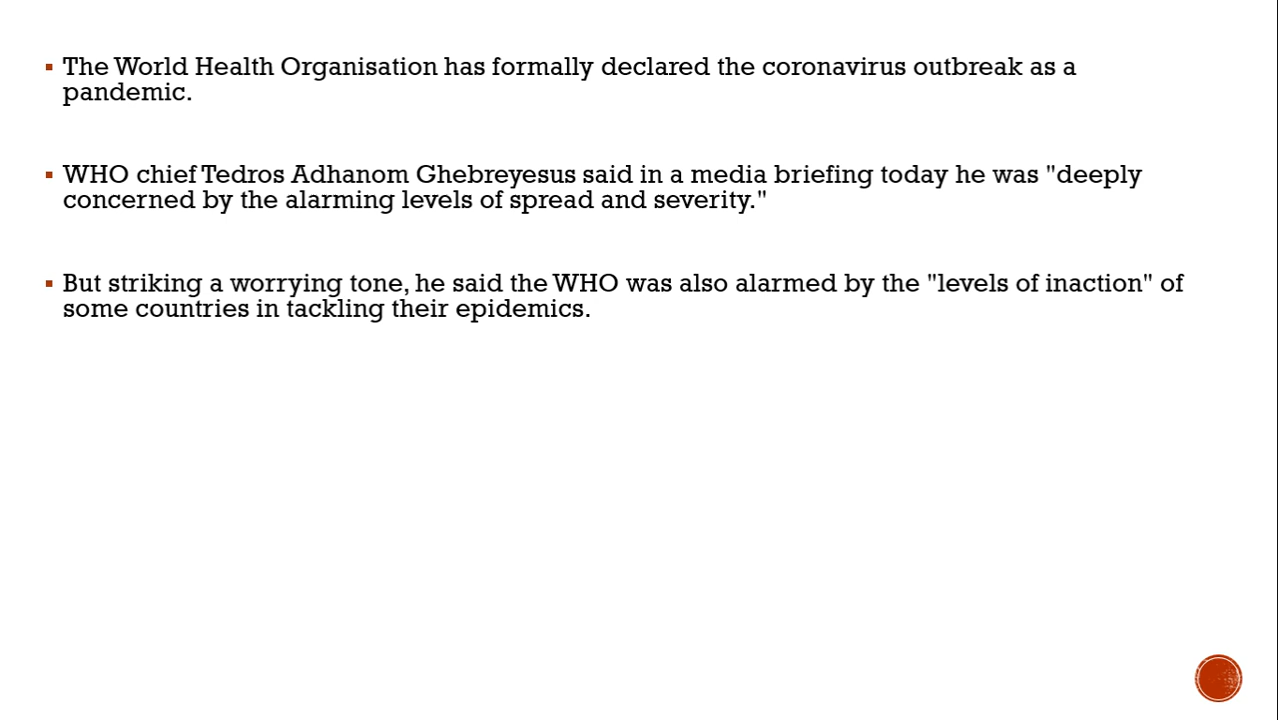 The World Health Organisation has formally declared the coronavirus outbreak as a
pandemic.
WHO chief Tedros Adhanom Ghebreyesus said in a media briefing today he was "deeply
concerned by the alarming levels of spread and severity."
But striking a worrying tone, he said the WHO was also alarmed by the "levels of inaction" of
some countries in tackling their epidemics.